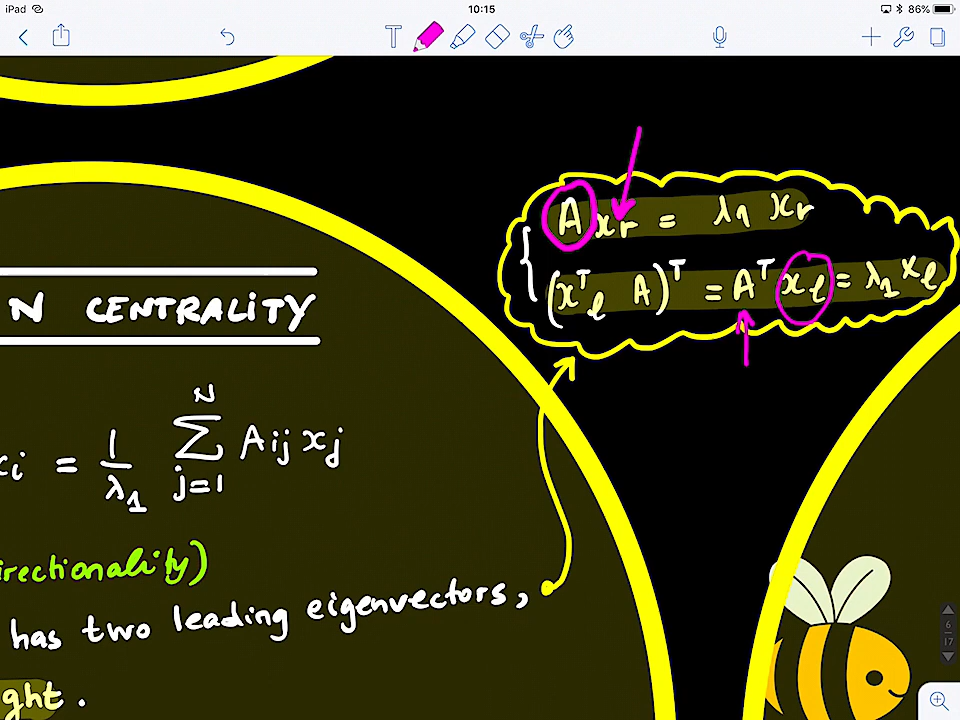 iPad 10:15 86%
T
A xr = λ1 xr
(xTℓ A)T = AT xℓ = λ1 xℓ
N CENTRALITY
xi = 1/λ1 N∑j=1 Aij xj
irectionality)
has two leading eigenvectors,
ght.
6
17